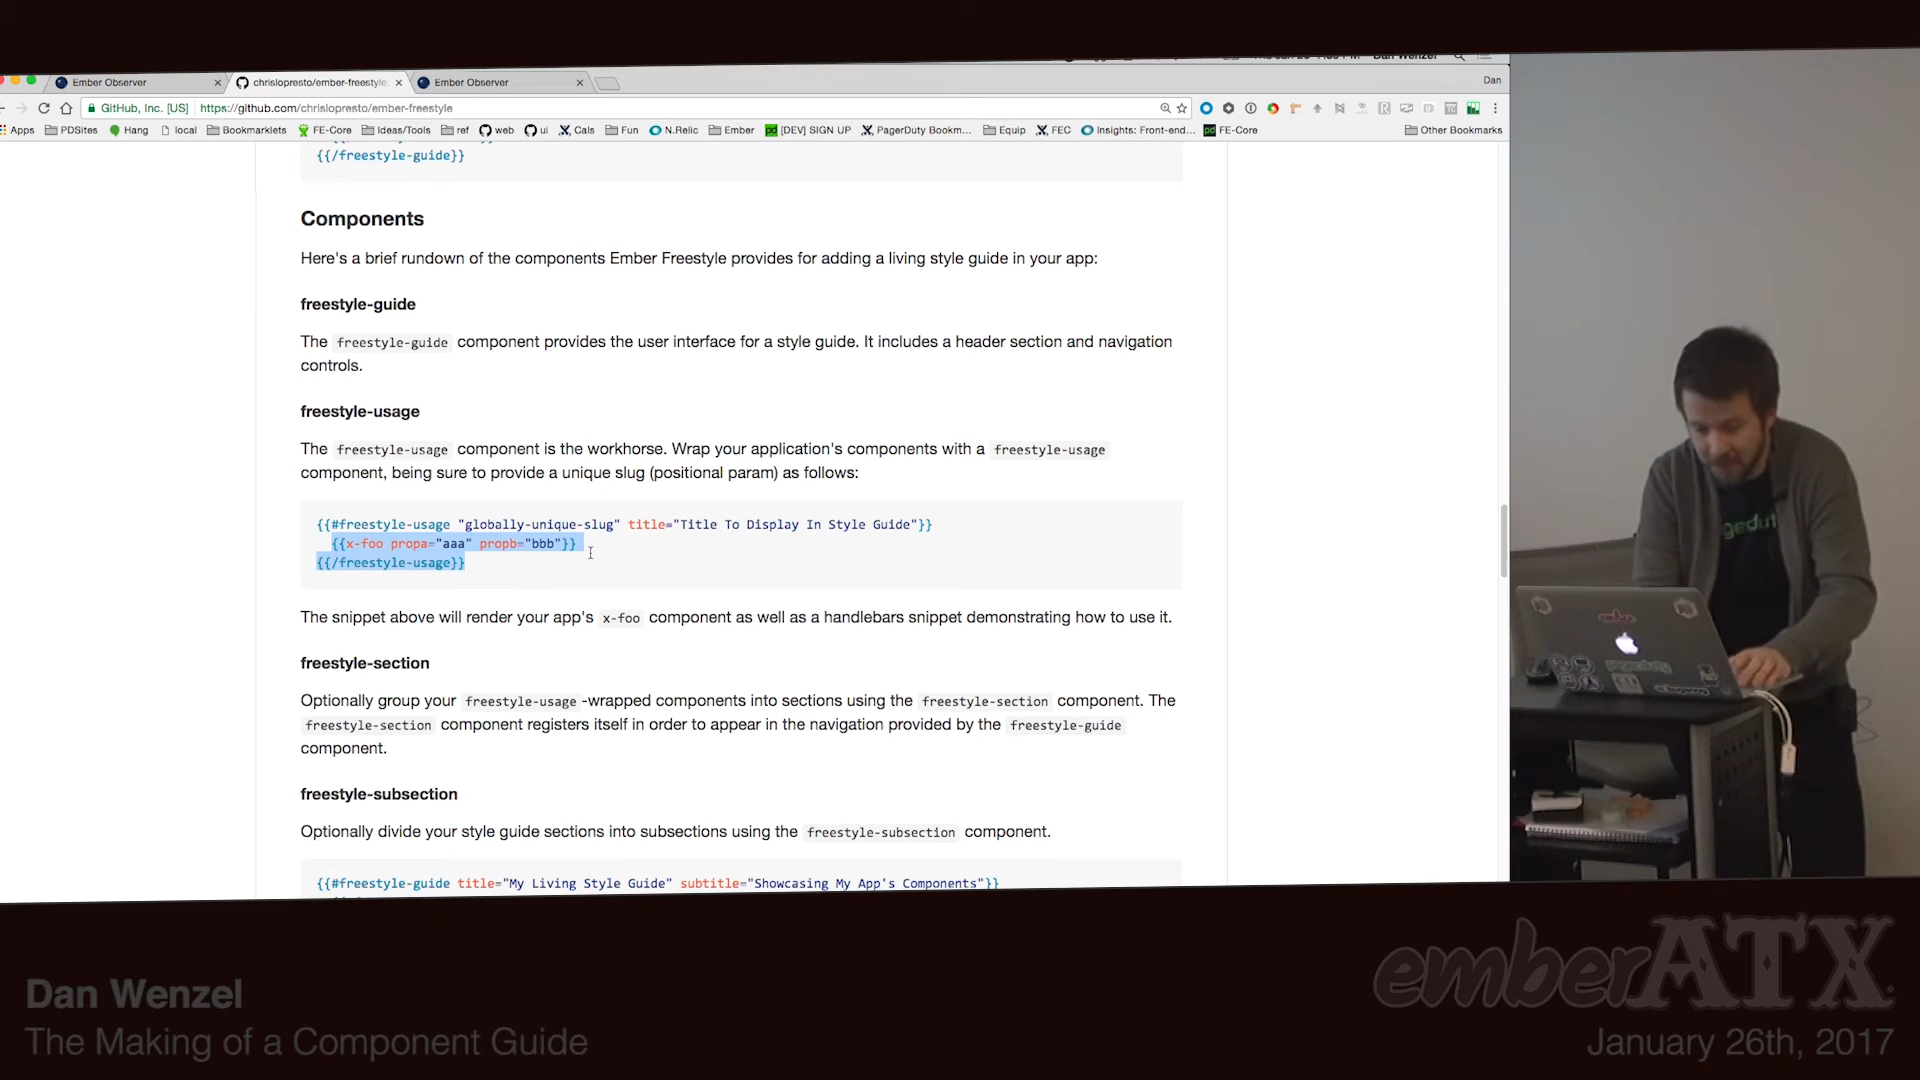 Ember Observer
chrislopresto/ember-freestyle
Ember Observer
Dan
GitHub, Inc. [US]
https://github.com/chrislopresto/ember-freestyle
Apps
PDSites
Hang
local
Bookmarklets
FE-Core
Ideas/Tools
ref
web
ui
Cals
Fun
N.Relic
Ember
[DEV] SIGN UP
PagerDuty Bookm...
Equip
FEC
Insights: Front-end...
FE-Core
Other Bookmarks
{{/freestyle-guide}}
Components
Here's a brief rundown of the components Ember Freestyle provides for adding a living style guide in your app:
freestyle-guide
The freestyle-guide component provides the user interface for a style guide. It includes a header section and navigation
controls.
freestyle-usage
The freestyle-usage component is the workhorse. Wrap your application's components with a freestyle-usage
component, being sure to provide a unique slug (positional param) as follows:
{{#freestyle-usage "globally-unique-slug" title="Title To Display In Style Guide"}}
{{x-foo propa="aaa" propb="bbb"}}
{{/freestyle-usage}}
The snippet above will render your app's x-foo component as well as a handlebars snippet demonstrating how to use it.
freestyle-section
Optionally group your freestyle-usage -wrapped components into sections using the freestyle-section component. The
freestyle-section component registers itself in order to appear in the navigation provided by the freestyle-guide
component.
freestyle-subsection
Optionally divide your style guide sections into subsections using the freestyle-subsection component.
{{#freestyle-guide title="My Living Style Guide" subtitle="Showcasing My App's Components"}}
Dan Wenzel
The Making of a Component Guide
emberATX
January 26th, 2017